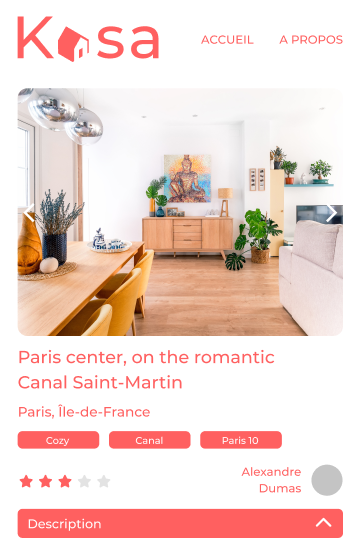 Kasa
ACCUEIL
A PROPOS
Paris center, on the romantic
Canal Saint-Martin
Paris, Île-de-France
Cozy
Canal
Paris 10
Alexandre
Dumas
Description